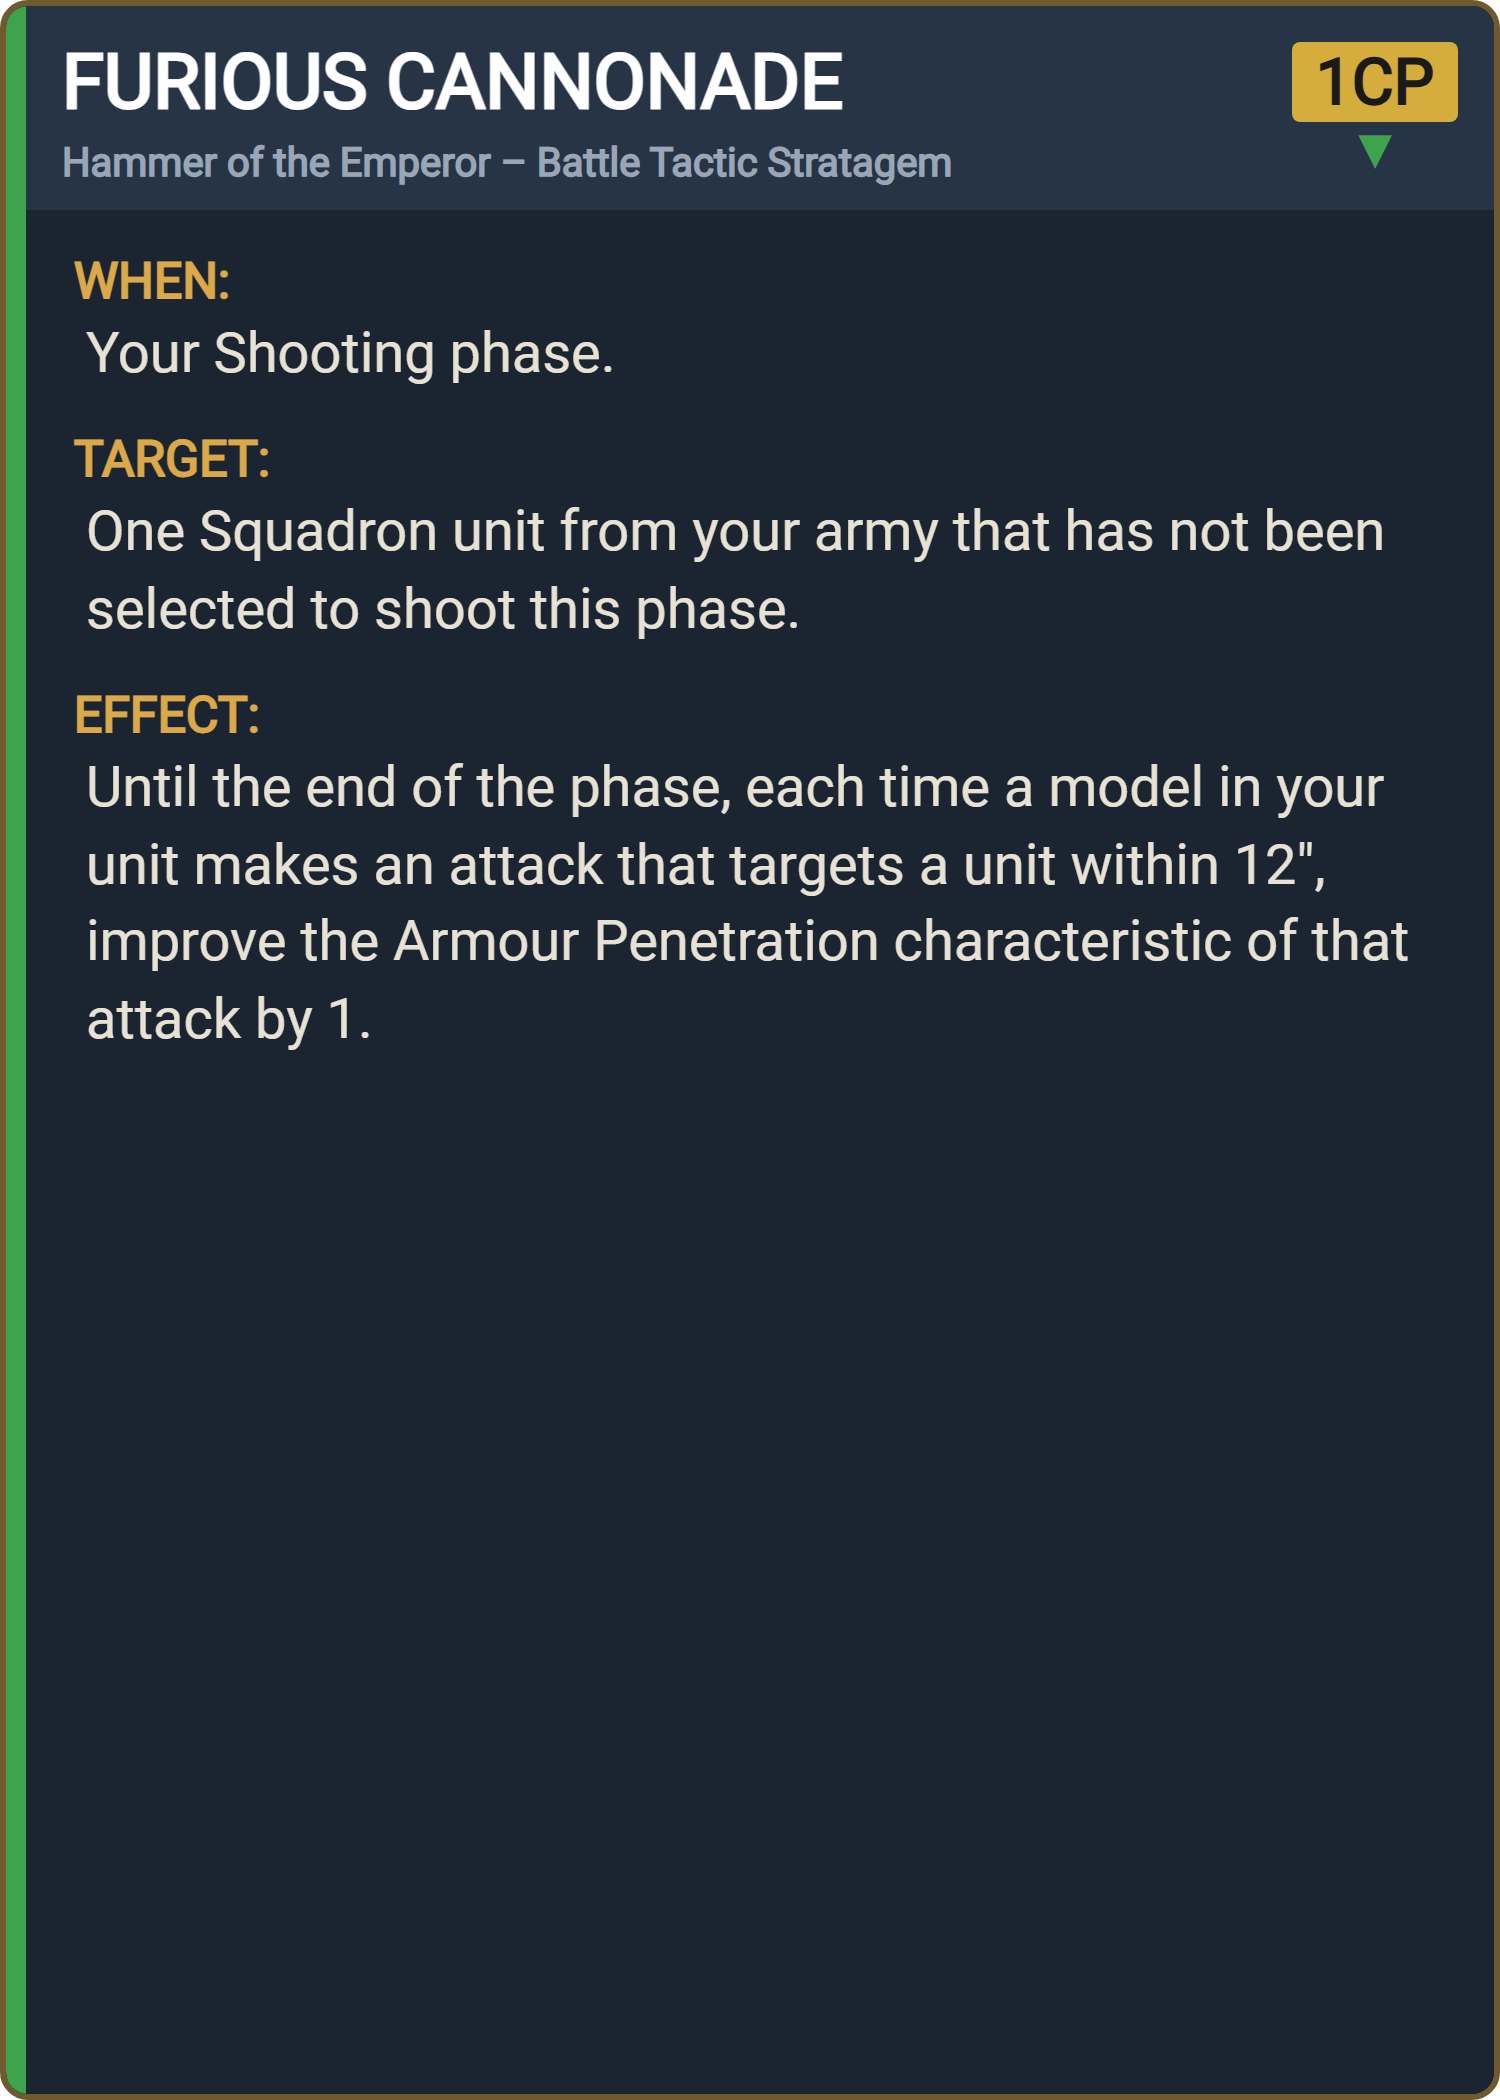 FURIOUS CANNONADE
1CP
Hammer of the Emperor – Battle Tactic Stratagem
WHEN:
Your Shooting phase.
TARGET:
One Squadron unit from your army that has not been
selected to shoot this phase.
EFFECT:
Until the end of the phase, each time a model in your
unit makes an attack that targets a unit within 12",
improve the Armour Penetration characteristic of that
attack by 1.